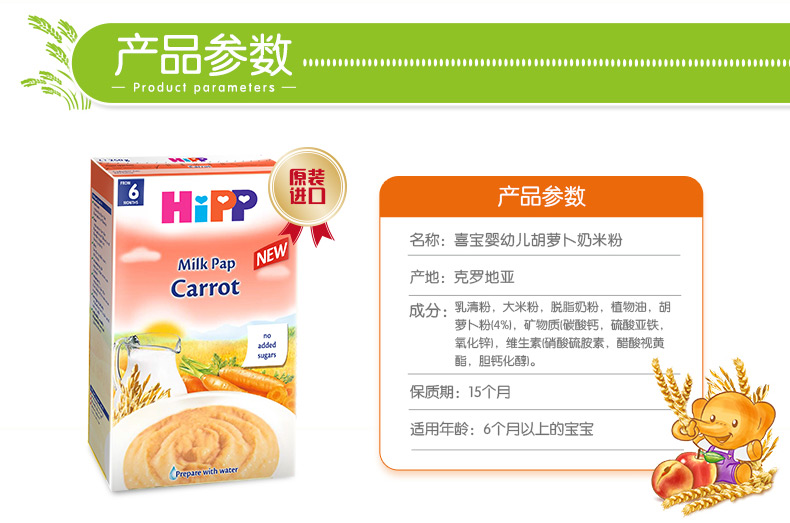 产品参数
Product parameters
HiPP
Carrot
FROM
6
MONTHS
原装
进口
NEW
Milk Pap
Carrot
no
added
sugars
Prepare with water
产品参数
名称：喜宝婴幼儿胡萝卜奶米粉
产地：克罗地亚
成分：乳清粉，大米粉，脱脂奶粉，植物油，胡
萝卜粉(4%)，矿物质(碳酸钙，硫酸亚铁，
氧化锌)，维生素(硝酸硫胺素，醋酸视黄
酯，胆钙化醇)。
保质期：15个月
适用年龄：6个月以上的宝宝